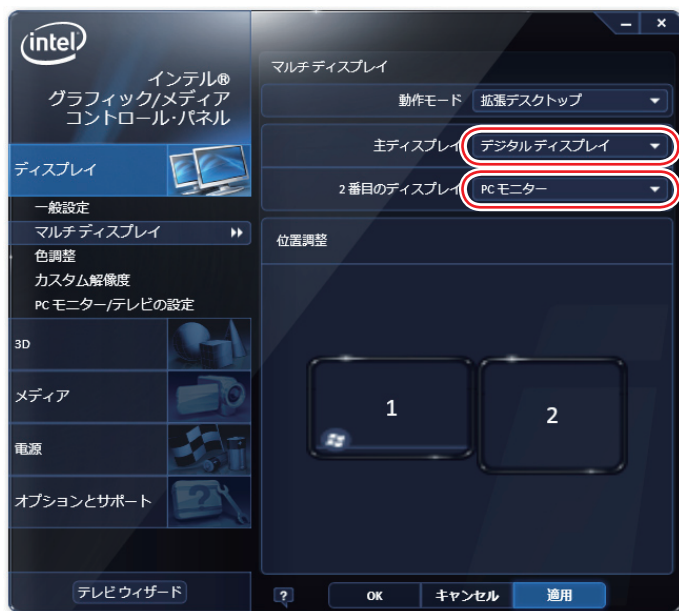 intel
インテル®
グラフィック/メディア
コントロール・パネル
ディスプレイ
一般設定
マルチディスプレイ
色調整
カスタム解像度
PC モニター/テレビの設定
3D
メディア
電源
オプションとサポート
テレビ ウィザード
マルチディスプレイ
動作モード 拡張デスクトップ
主ディスプレイ デジタル ディスプレイ
2 番目のディスプレイ PC モニター
位置調整
1
2
?
OK キャンセル 適用